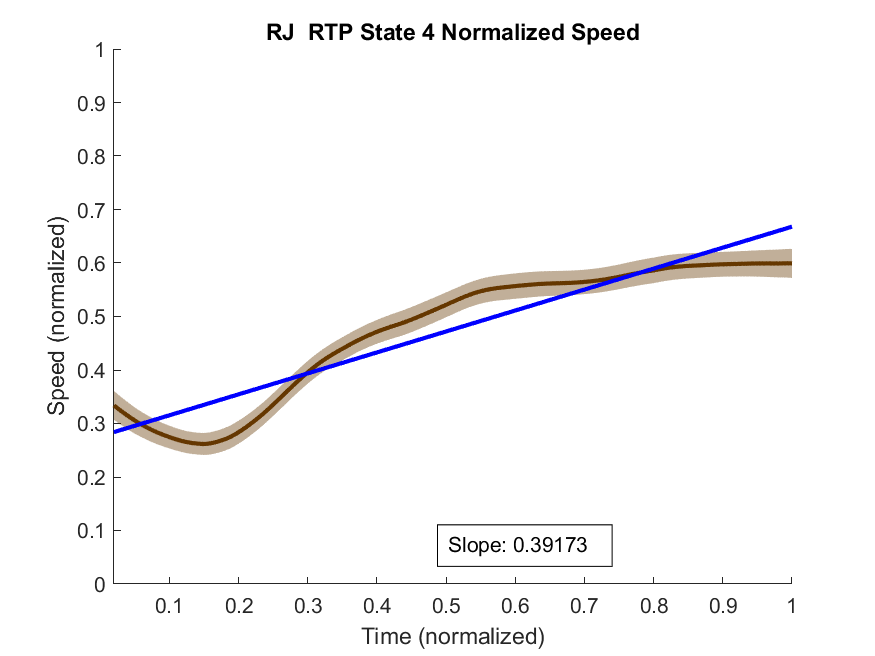 RJ  RTP State 4 Normalized Speed
1
0.9
0.8
0.7
0.6
0.5
0.4
0.3
0.2
0.1
0
Speed (normalized)
Slope: 0.39173
0.1 0.2 0.3 0.4 0.5 0.6 0.7 0.8 0.9 1
Time (normalized)